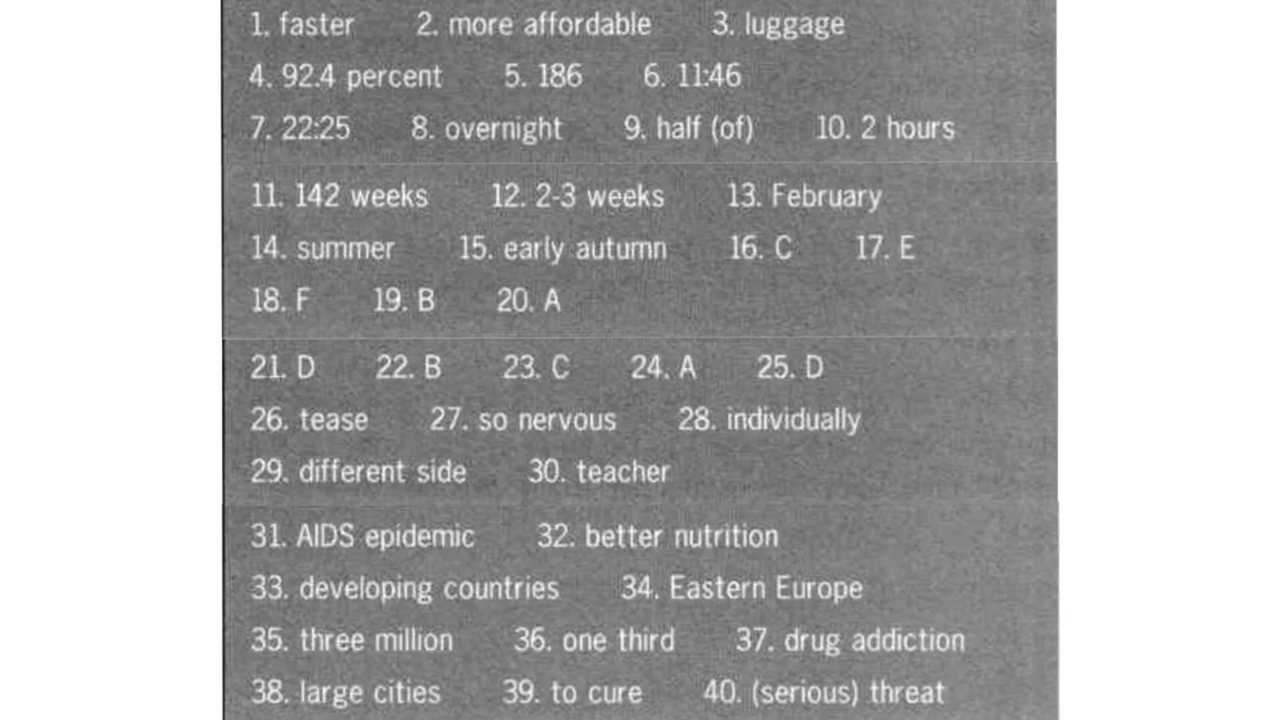 1. faster 2. more affordable 3. luggage
4. 92.4 percent 5. 186 6. 11:46
7. 22:25 8. overnight 9. half (of) 10. 2 hours
11. 142 weeks 12. 2-3 weeks 13. February
14. summer 15. early autumn 16. C 17. E
18. F 19. B 20. A
21. D 22. B 23. C 24. A 25. D
26. tease 27. so nervous 28. individually
29. different side 30. teacher
31. AIDS epidemic 32. better nutrition
33. developing countries 34. Eastern Europe
35. three million 36. one third 37. drug addiction
38. large cities 39. to cure 40. (serious) threat